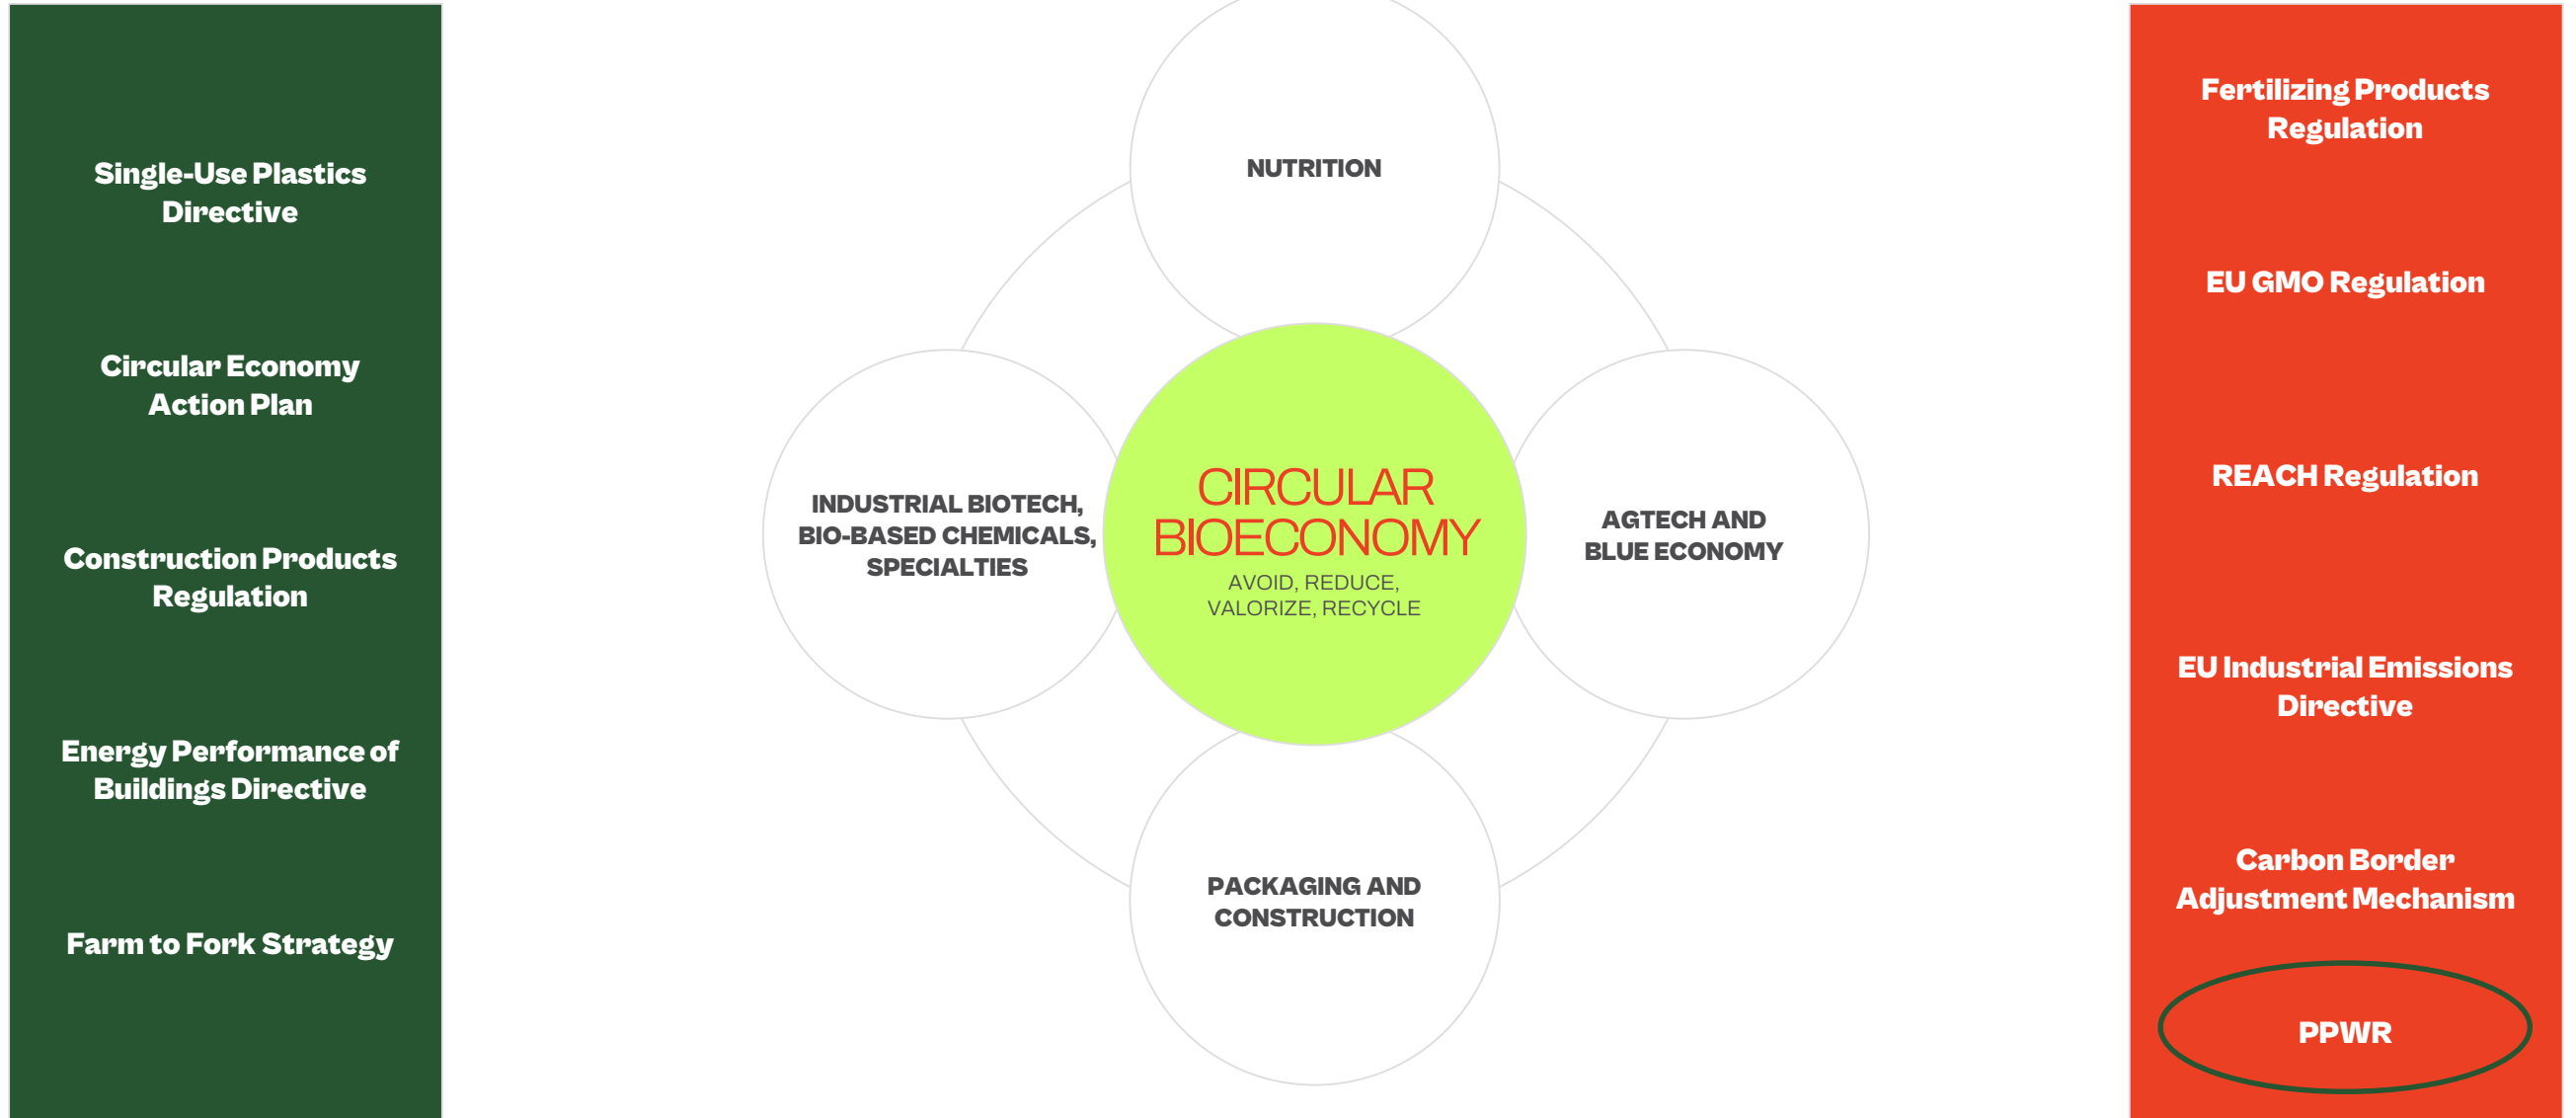 Single-Use Plastics
Directive
Circular Economy
Action Plan
Construction Products
Regulation
Energy Performance of
Buildings Directive
Farm to Fork Strategy
NUTRITION
INDUSTRIAL BIOTECH,
BIO-BASED CHEMICALS,
SPECIALTIES
CIRCULAR
BIOECONOMY
AVOID, REDUCE,
VALORIZE, RECYCLE
AGTECH AND
BLUE ECONOMY
PACKAGING AND
CONSTRUCTION
Fertilizing Products
Regulation
EU GMO Regulation
REACH Regulation
EU Industrial Emissions
Directive
Carbon Border
Adjustment Mechanism
PPWR